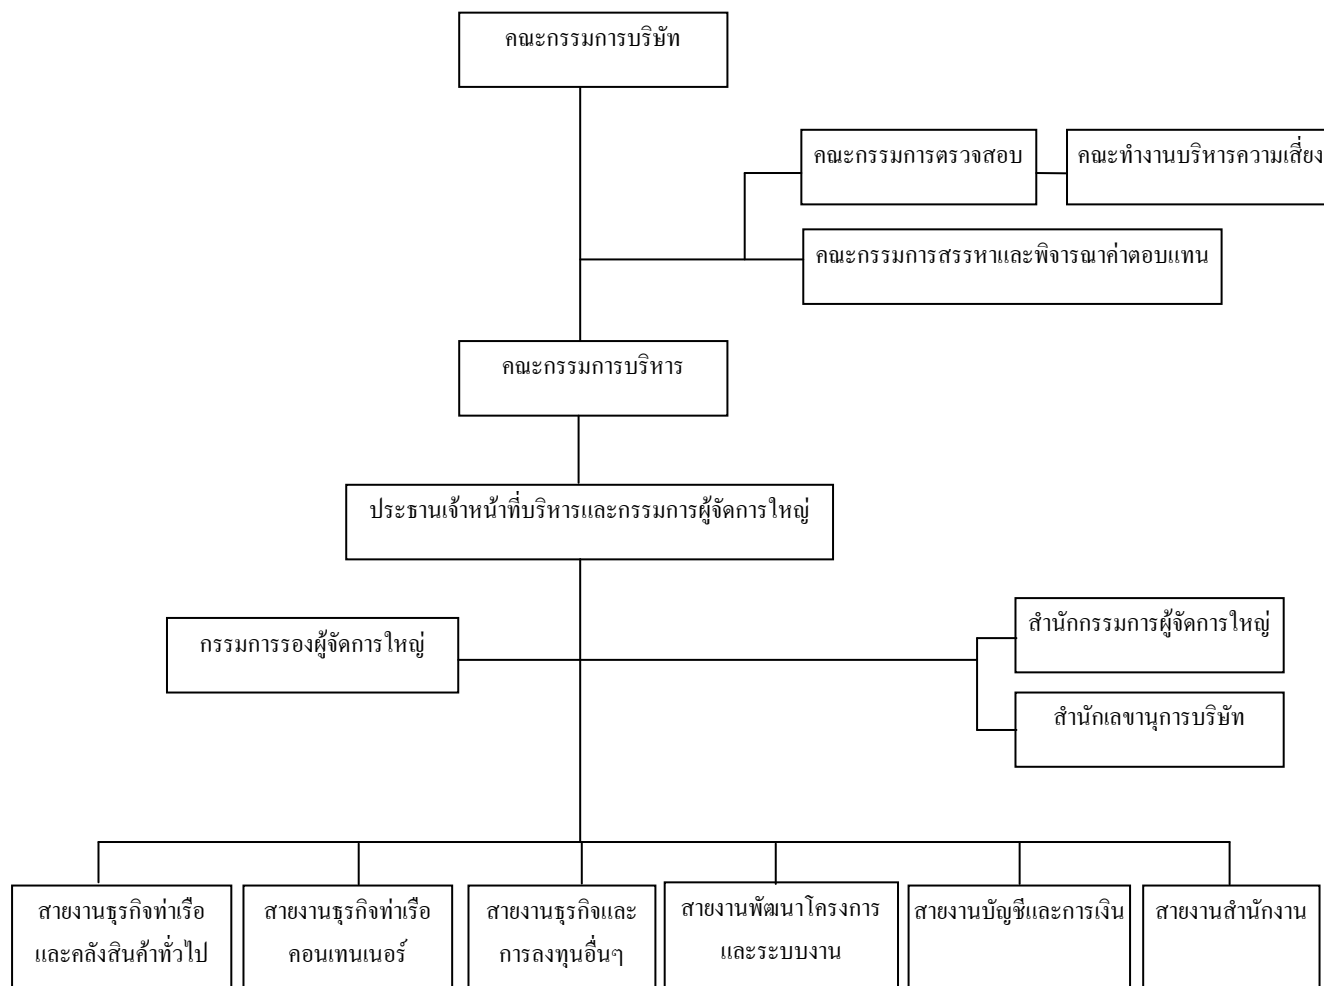 คณะกรรมการบริษัท
คณะกรรมการตรวจสอบ
คณะทำงานบริหารความเสี่ยง
คณะกรรมการสรรหาและพิจารณาค่าตอบแทน
คณะกรรมการบริหาร
ประธานเจ้าหน้าที่บริหารและกรรมการผู้จัดการใหญ่
กรรมการรองผู้จัดการใหญ่
สำนักกรรมการผู้จัดการใหญ่
สำนักเลขานุการบริษัท
สายงานธุรกิจท่าเรือ
และคลังสินค้าทั่วไป
สายงานธุรกิจท่าเรือ
คอนเทนเนอร์
สายงานธุรกิจและ
การลงทุนอื่นๆ
สายงานพัฒนาโครงการ
และระบบงาน
สายงานบัญชีและการเงิน
สายงานสำนักงาน